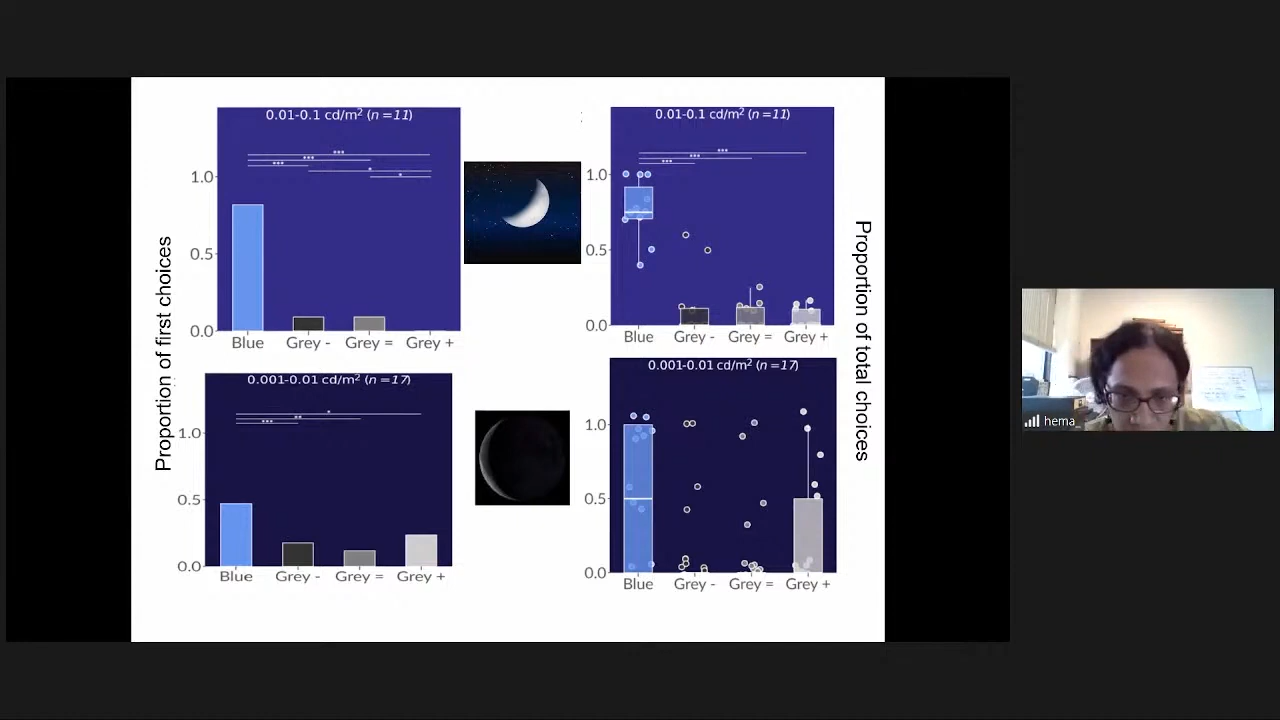 Proportion of first choices
0.01-0.1 cd/m² (n =11)
***
***
***
*
*
1.0
0.5
0.0
Blue Grey - Grey = Grey +
0.01-0.1 cd/m² (n =11)
***
***
***
1.0
0.5
0.0
Blue Grey - Grey = Grey +
Proportion of total choices
0.001-0.01 cd/m² (n =17)
*
**
***
1.0
0.5
0.0
Blue Grey - Grey = Grey +
0.001-0.01 cd/m² (n =17)
1.0
0.5
0.0
Blue Grey - Grey = Grey +
hema_